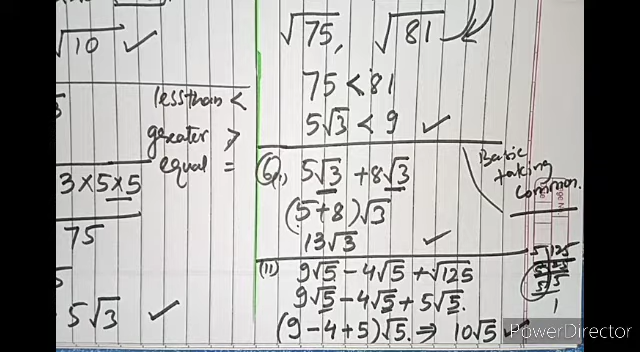 √10 ✓
less than <
greater >
equal =
3×5×5
75
5√3 ✓
√75, √81
75 < 81
5√3 < 9 ✓
6 (i) 5√3 + 8√3
(5+8)√3
13√3 ✓
Basic
taking
common.
(ii) 9√5 - 4√5 + √125
9√5 - 4√5 + 5√5.
(9-4+5)√5. ⇒ 10√5 ✓
5|125
5|25
5|5
1
PowerDirector